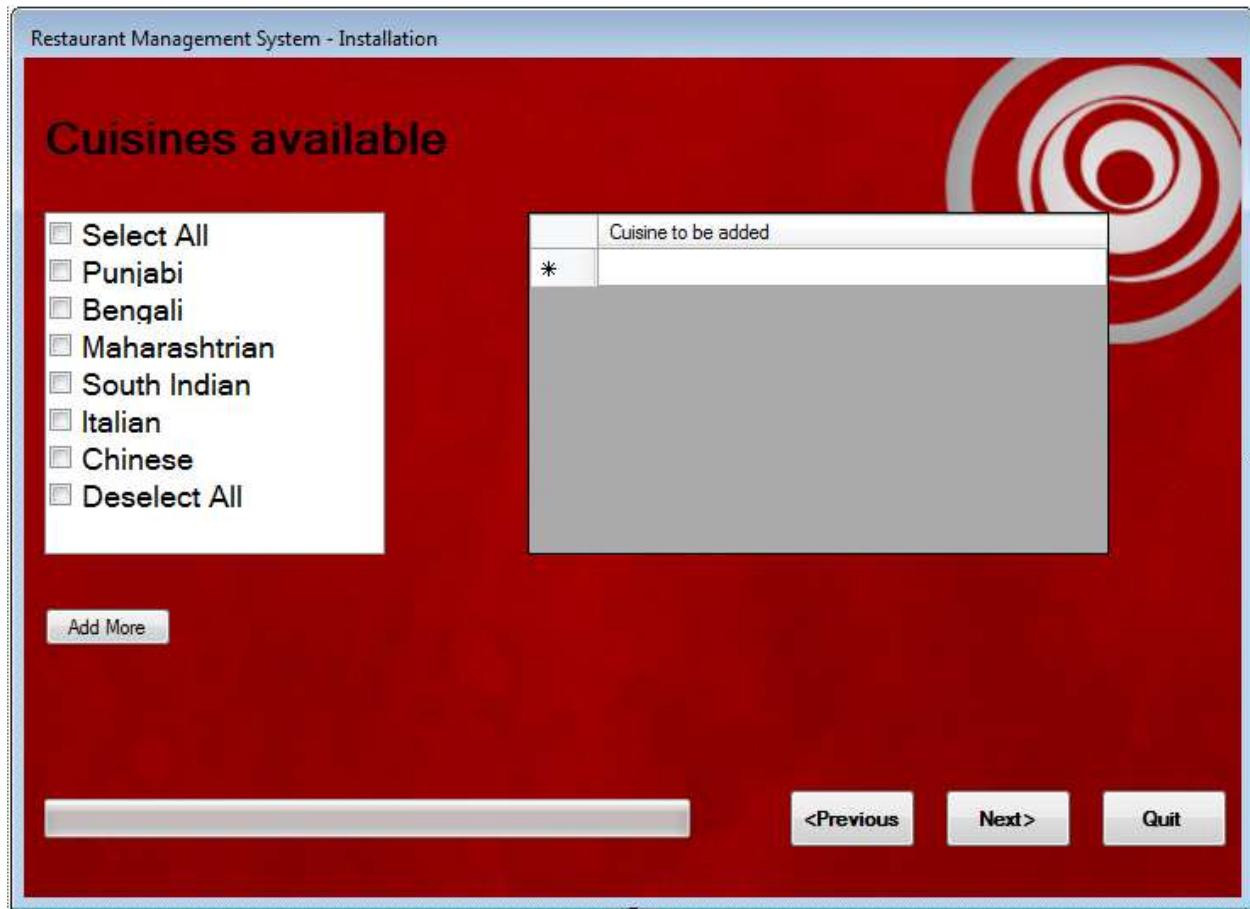 Restaurant Management System - Installation
Cuisines available
Select All
Punjabi
Bengali
Maharashtrian
South Indian
Italian
Chinese
Deselect All
Cuisine to be added
*
Add More
<Previous
Next>
Quit